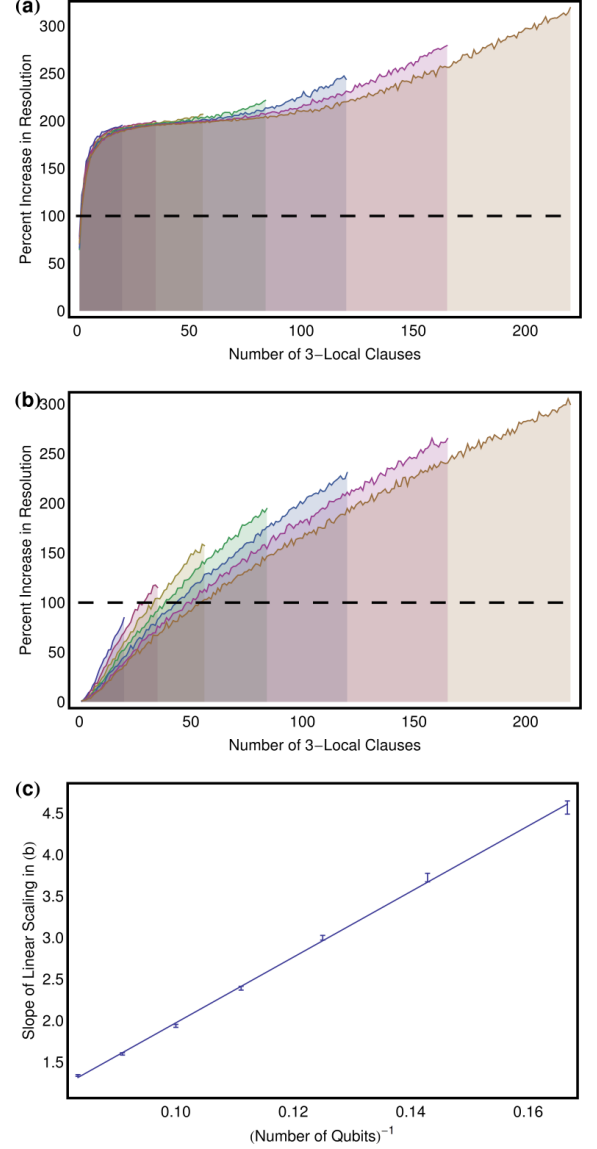 (a)
300
250
200
150
100
50
0
Percent Increase in Resolution
0 50 100 150 200
Number of 3−Local Clauses
(b)
300
250
200
150
100
50
0
Percent Increase in Resolution
0 50 100 150 200
Number of 3−Local Clauses
(c)
4.5
4.0
3.5
3.0
2.5
2.0
1.5
Slope of Linear Scaling in (b)
0.10 0.12 0.14 0.16
(Number of Qubits)⁻¹